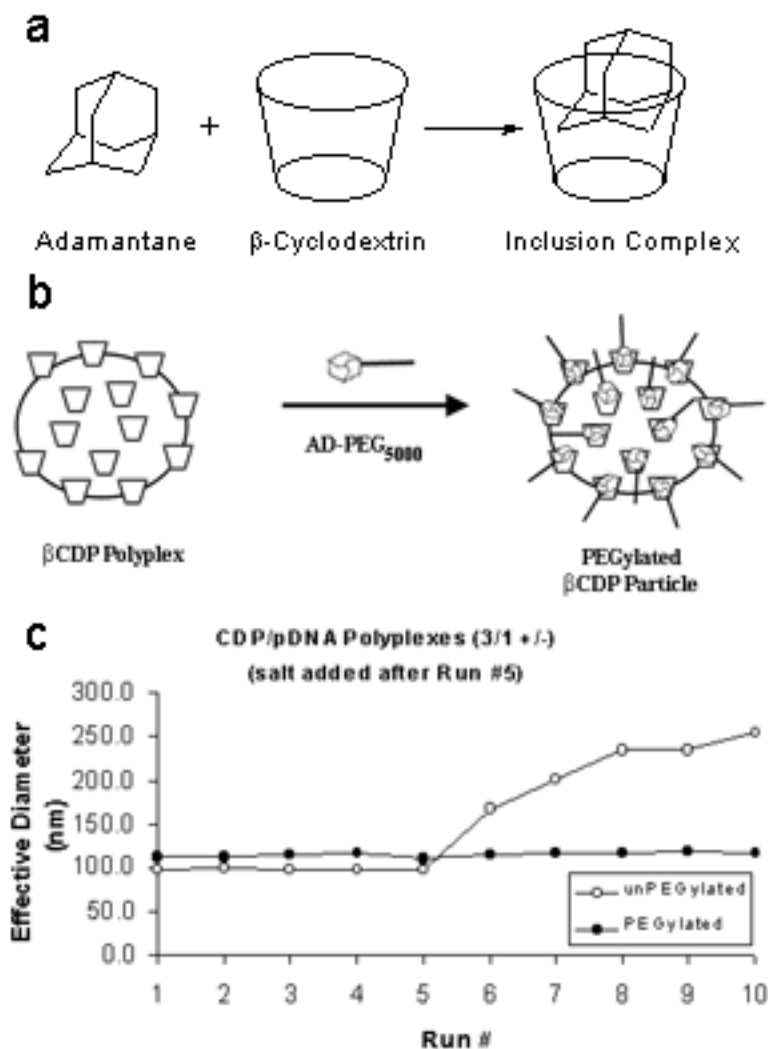 a
+
Adamantane β-Cyclodextrin Inclusion Complex
b
AD-PEG5000
βCDP Polyplex
PEGylated
βCDP Particle
c
CDP/pDNA Polyplexes (3/1 +/-)
(salt added after Run #5)
Effective Diameter
(nm)
300.0
250.0
200.0
150.0
100.0
50.0
0.0
unPEGylated
PEGylated
1 2 3 4 5 6 7 8 9 10
Run #